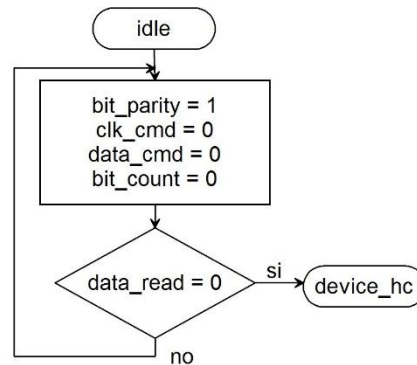 idle
bit_parity = 1
clk_cmd = 0
data_cmd = 0
bit_count = 0
data_read = 0
si
device_hc
no